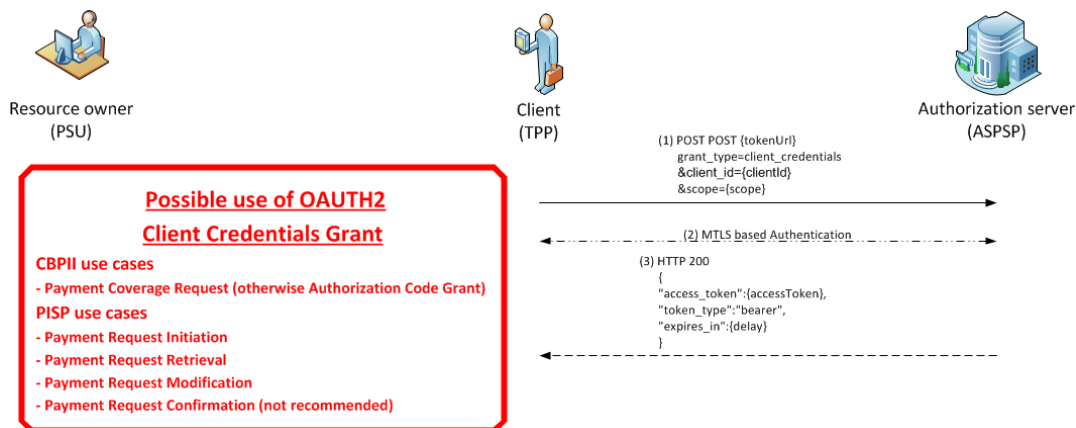 Resource owner
(PSU)
Client
(TPP)
Authorization server
(ASPSP)
Possible use of OAUTH2
Client Credentials Grant
CBPII use cases
- Payment Coverage Request (otherwise Authorization Code Grant)
PISP use cases
- Payment Request Initiation
- Payment Request Retrieval
- Payment Request Modification
- Payment Request Confirmation (not recommended)
(1) POST POST {tokenUrl}
grant_type=client_credentials
&client_id={clientId}
&scope={scope}
(2) MTLS based Authentication
(3) HTTP 200
{
"access_token":{accessToken},
"token_type":"bearer",
"expires_in":{delay}
}